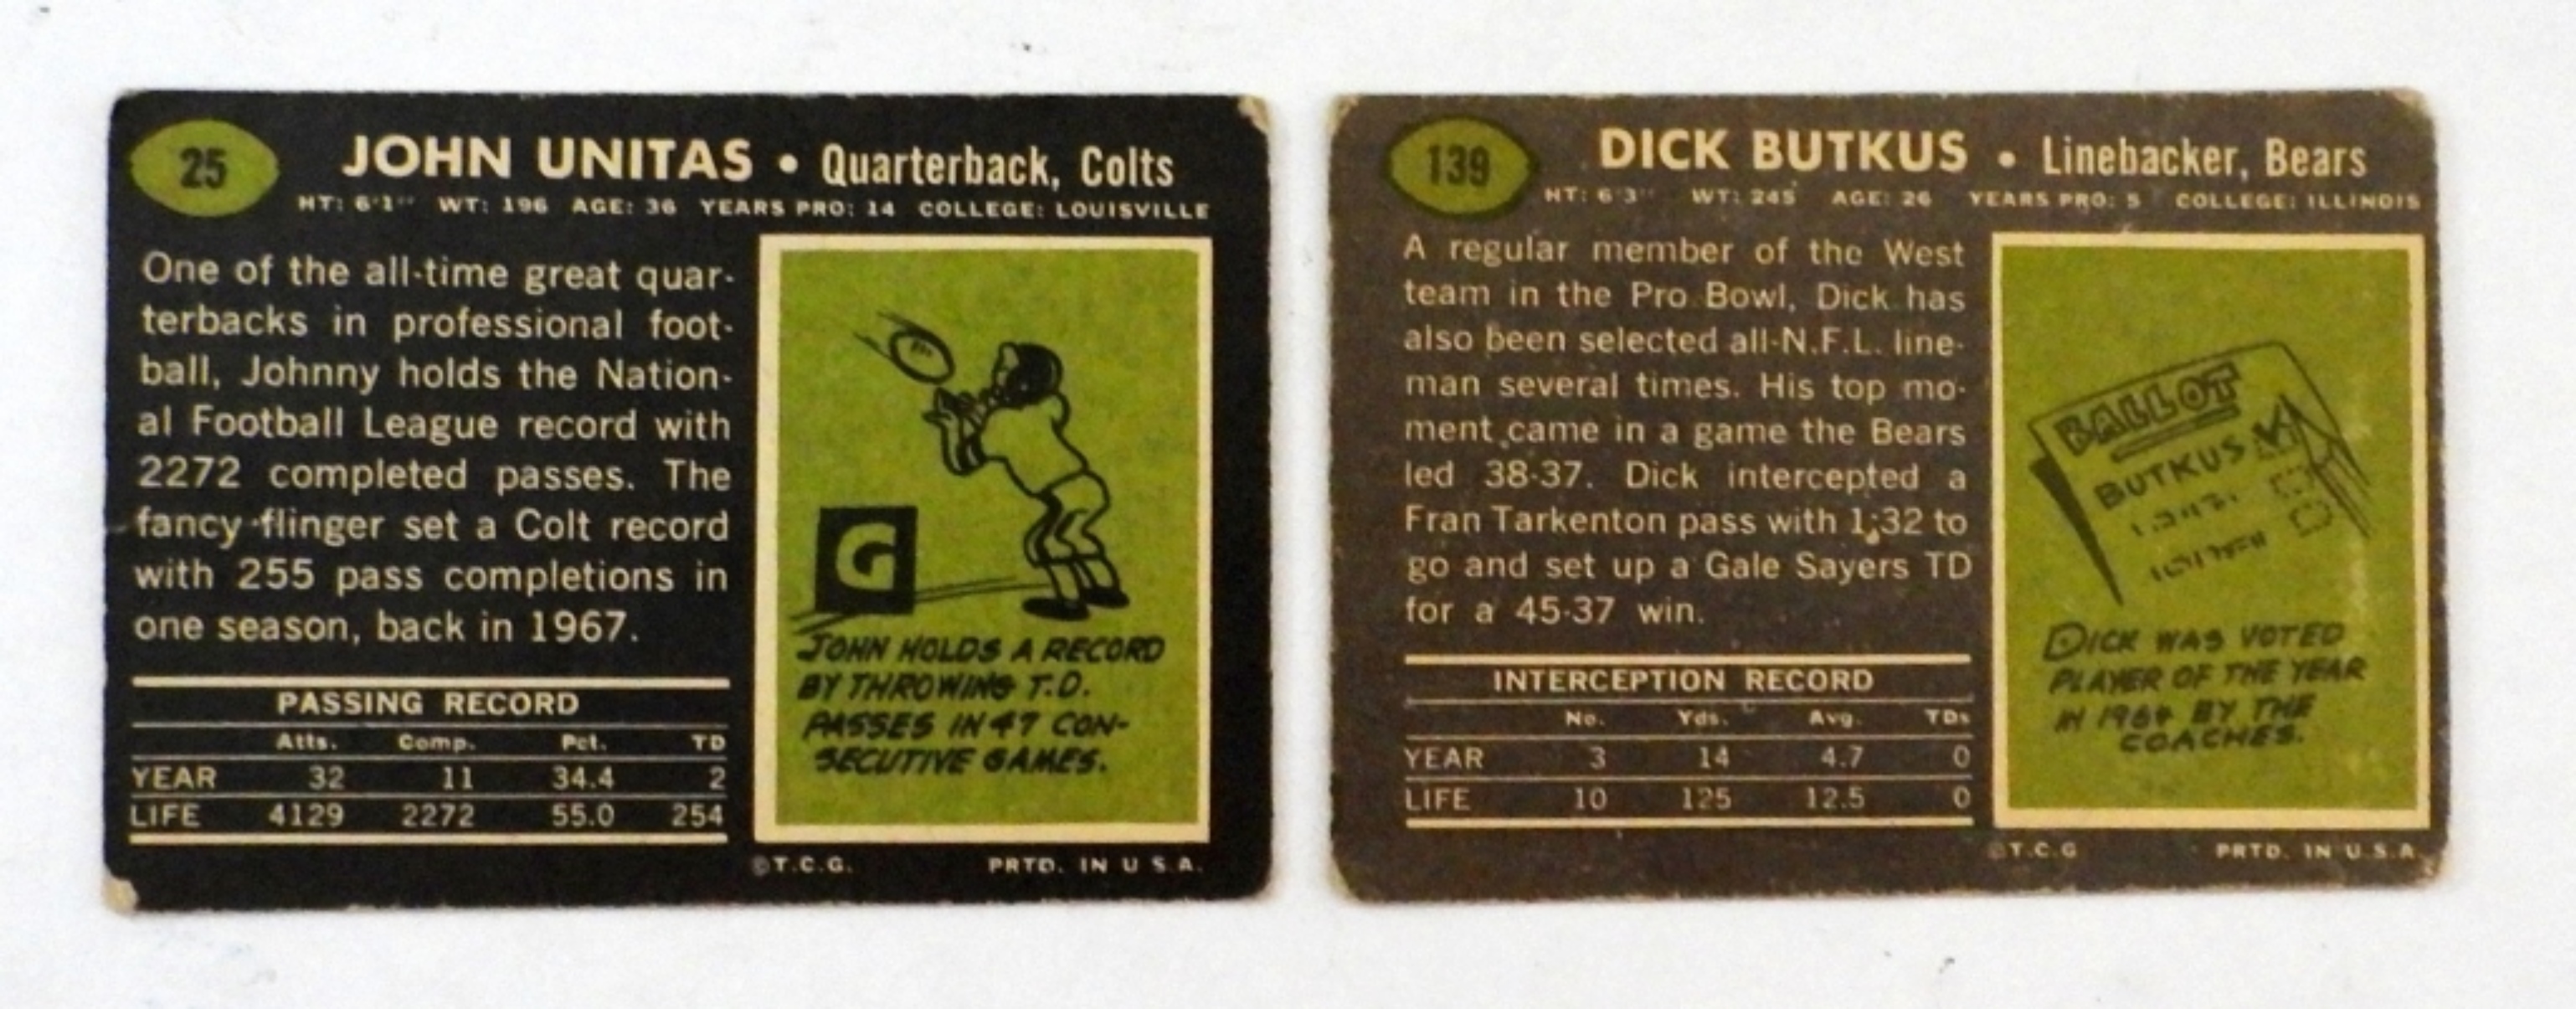 25
JOHN UNITAS • Quarterback, Colts
HT: 6'1" WT: 196 AGE: 36 YEARS PRO: 14 COLLEGE: LOUISVILLE
One of the all-time great quar-
terbacks in professional foot-
ball, Johnny holds the Nation-
al Football League record with
2272 completed passes. The
fancy flinger set a Colt record
with 255 pass completions in
one season, back in 1967.
PASSING RECORD
Atts. Comp. Pct. TD
YEAR 32 11 34.4 2
LIFE 4129 2272 55.0 254
G
JOHN HOLDS A RECORD
BY THROWING T.D.
PASSES IN 47 CON-
SECUTIVE GAMES.
©T.C.G. PRTD. IN U.S.A.
139
DICK BUTKUS • Linebacker, Bears
HT: 6'3" WT: 245 AGE: 26 YEARS PRO: 5 COLLEGE: ILLINOIS
A regular member of the West
team in the Pro Bowl, Dick has
also been selected all-N.F.L. line-
man several times. His top mo-
ment came in a game the Bears
led 38-37. Dick intercepted a
Fran Tarkenton pass with 1:32 to
go and set up a Gale Sayers TD
for a 45-37 win.
INTERCEPTION RECORD
No. Yds. Avg. TDs
YEAR 3 14 4.7 0
LIFE 10 125 12.5 0
BALLOT
BUTKUS
DICK WAS VOTED
PLAYER OF THE YEAR
IN 1964 BY THE
COACHES.
©T.C.G PRTD. IN U.S.A.